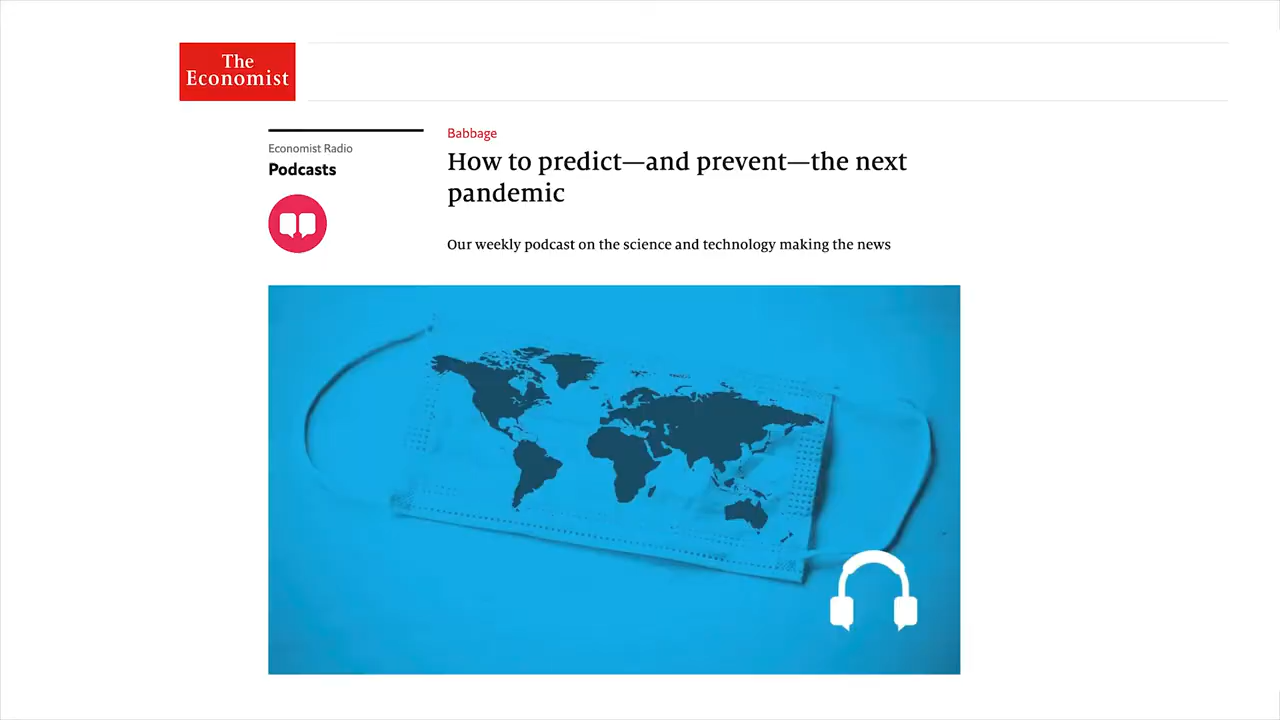 The
Economist
Economist Radio
Podcasts
Babbage
How to predict—and prevent—the next
pandemic
Our weekly podcast on the science and technology making the news